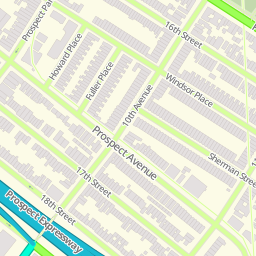 16th Street
Prospect Par
Howard Place
Fuller Place
Windsor Place
10th Avenue
Prospect Avenue
Sherman Stree
17th Street
18th Street
Prospect Expressway